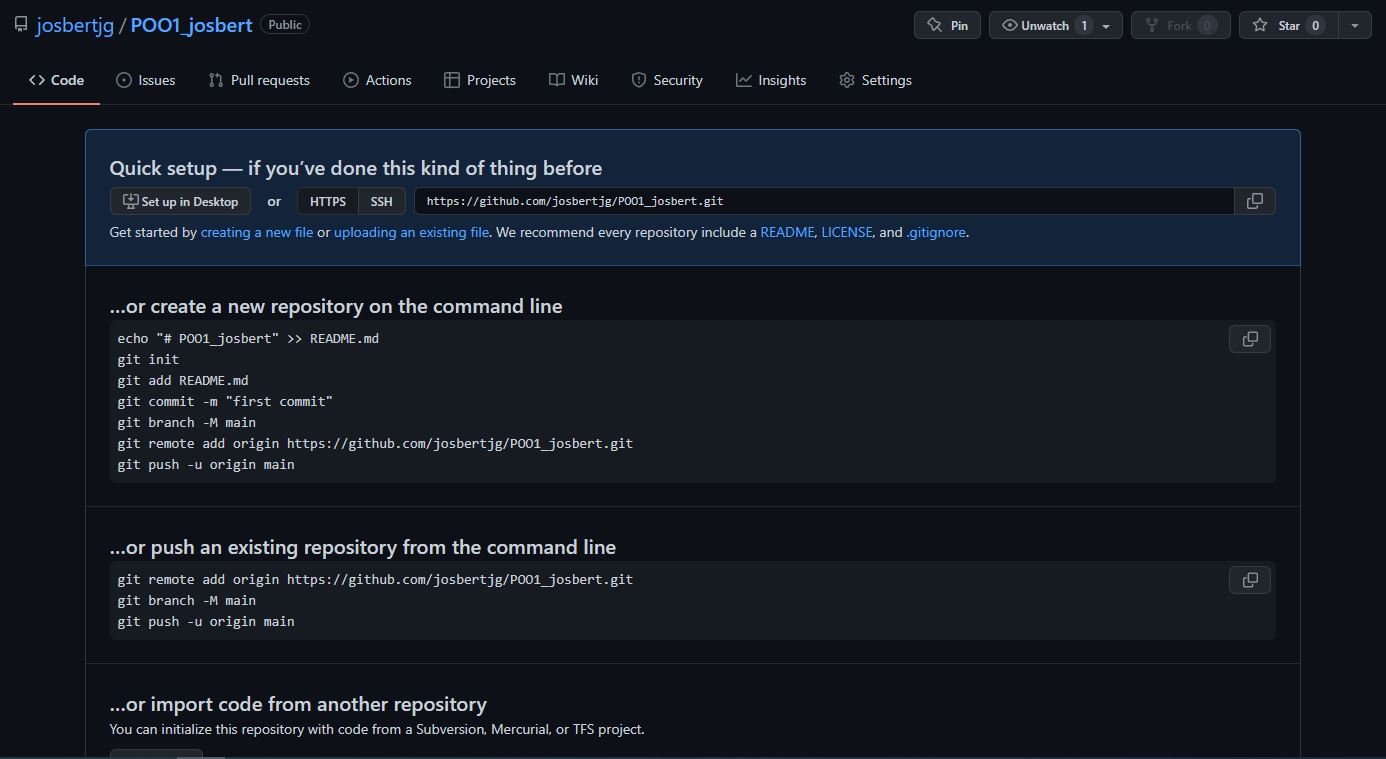 josbertjg / POO1_josbert Public Pin Unwatch 1 Fork 0 Star 0
Code Issues Pull requests Actions Projects Wiki Security Insights Settings
Quick setup — if you’ve done this kind of thing before
Set up in Desktop or HTTPS SSH https://github.com/josbertjg/POO1_josbert.git
Get started by creating a new file or uploading an existing file. We recommend every repository include a README, LICENSE, and .gitignore.
…or create a new repository on the command line
echo "# POO1_josbert" >> README.md
git init
git add README.md
git commit -m "first commit"
git branch -M main
git remote add origin https://github.com/josbertjg/POO1_josbert.git
git push -u origin main
…or push an existing repository from the command line
git remote add origin https://github.com/josbertjg/POO1_josbert.git
git branch -M main
git push -u origin main
…or import code from another repository
You can initialize this repository with code from a Subversion, Mercurial, or TFS project.